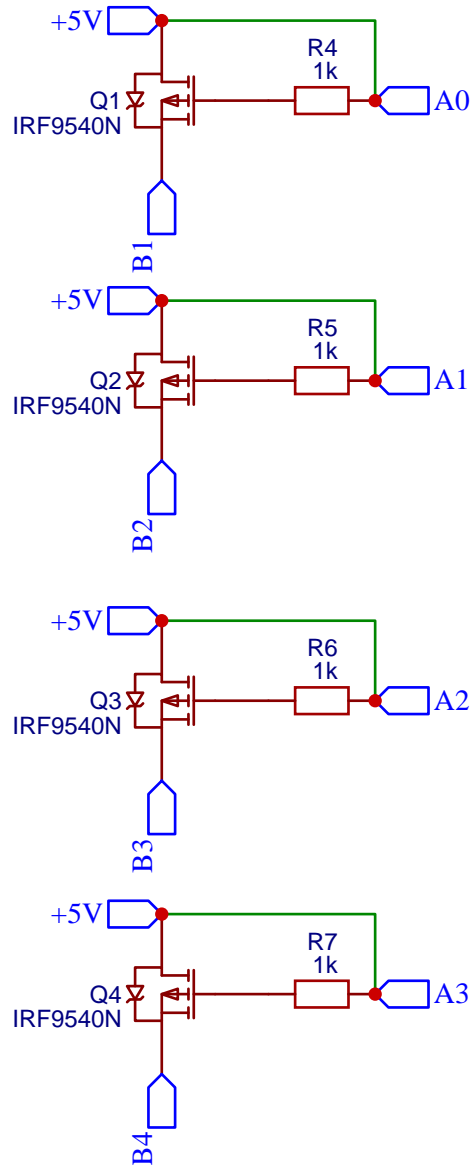 +5V
R4
1k
Q1
IRF9540N
A0
B1
+5V
R5
1k
Q2
IRF9540N
A1
B2
+5V
R6
1k
Q3
IRF9540N
A2
B3
+5V
R7
1k
Q4
IRF9540N
A3
B4